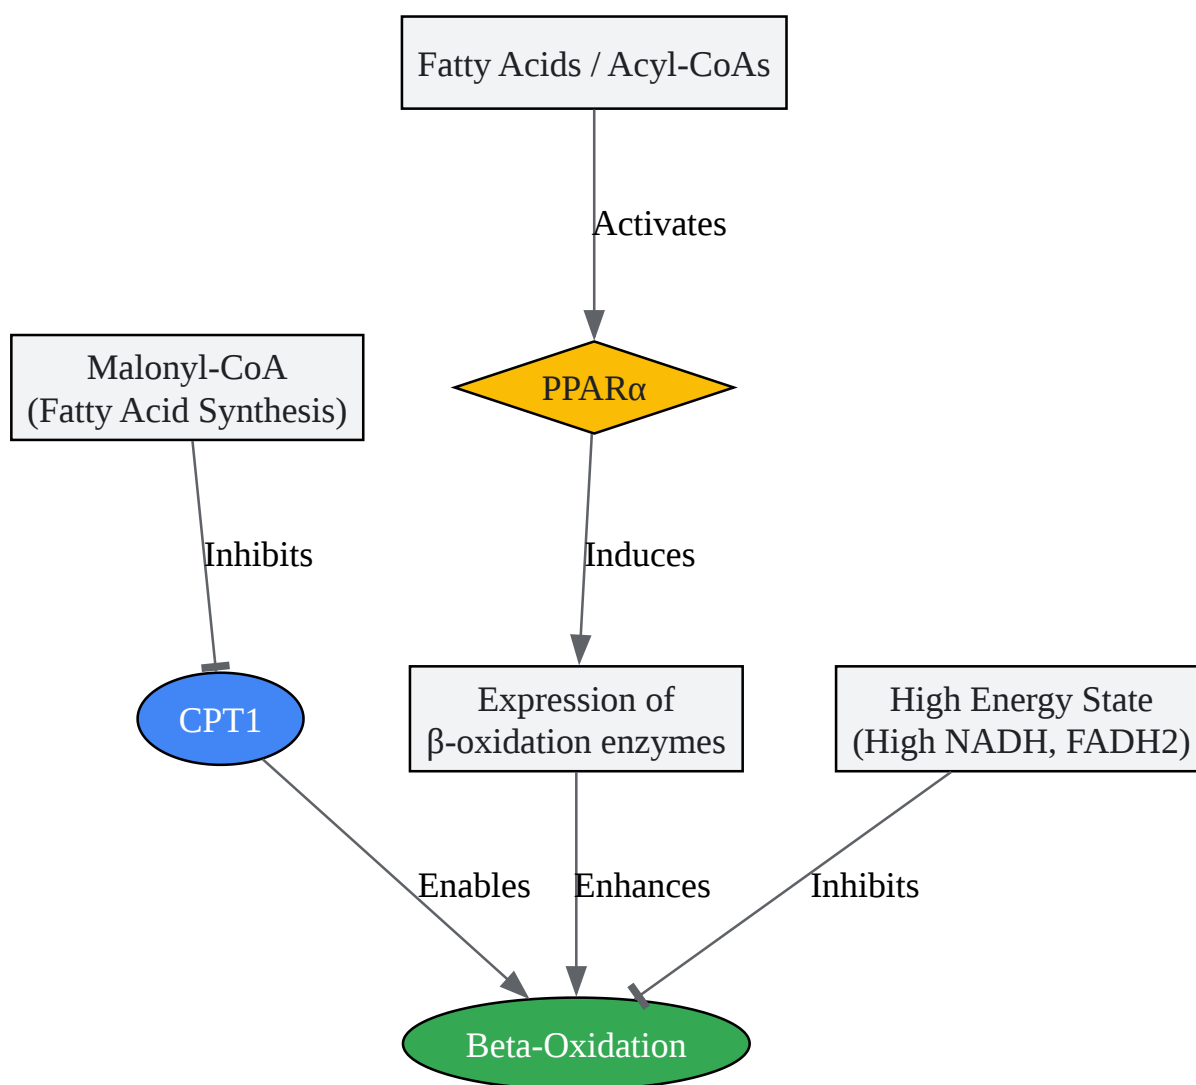 Fatty Acids / Acyl-CoAs
Activates
Malonyl-CoA
(Fatty Acid Synthesis)
PPARα
Inhibits
Induces
CPT1
Expression of
β-oxidation enzymes
High Energy State
(High NADH, FADH2)
Enables
Enhances
Inhibits
Beta-Oxidation